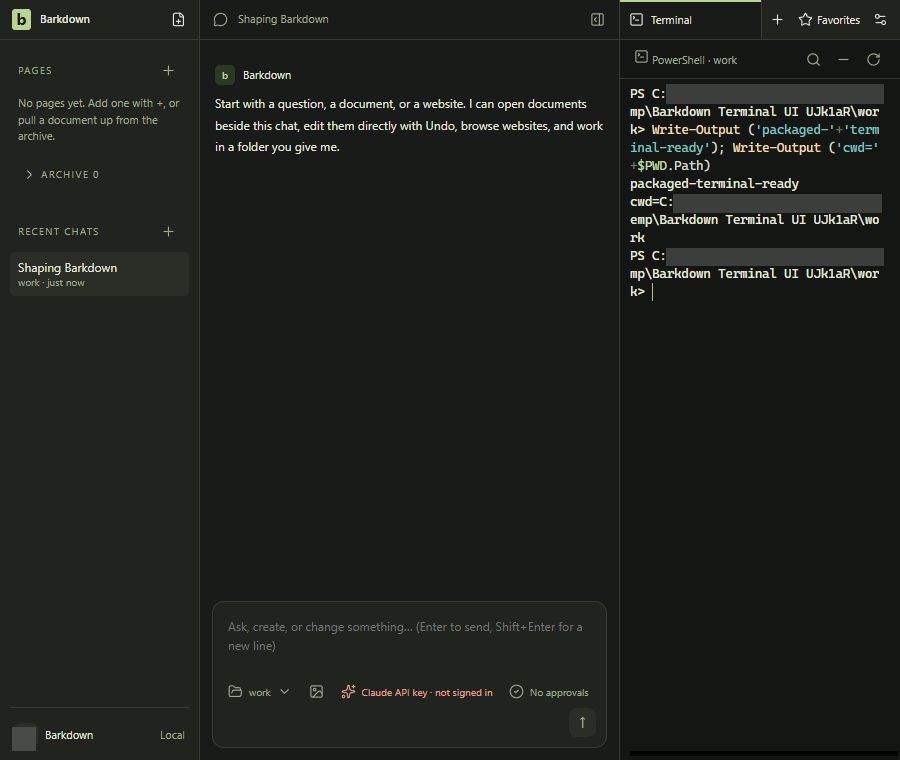 b Barkdown
PAGES
No pages yet. Add one with +, or
pull a document up from the
archive.
ARCHIVE 0
RECENT CHATS
Shaping Barkdown
work · just now
Barkdown Local
Shaping Barkdown
b Barkdown
Start with a question, a document, or a website. I can open documents
beside this chat, edit them directly with Undo, browse websites, and work
in a folder you give me.
Ask, create, or change something... (Enter to send, Shift+Enter for a
new line)
work Claude API key · not signed in No approvals
Terminal Favorites
PowerShell · work
PS C:
mp\Barkdown Terminal UI UJk1aR\wor
k> Write-Output ('packaged-'+'term
inal-ready'); Write-Output ('cwd='
+$PWD.Path)
packaged-terminal-ready
cwd=C:
emp\Barkdown Terminal UI UJk1aR\wo
rk
PS C:
mp\Barkdown Terminal UI UJk1aR\wor
k>